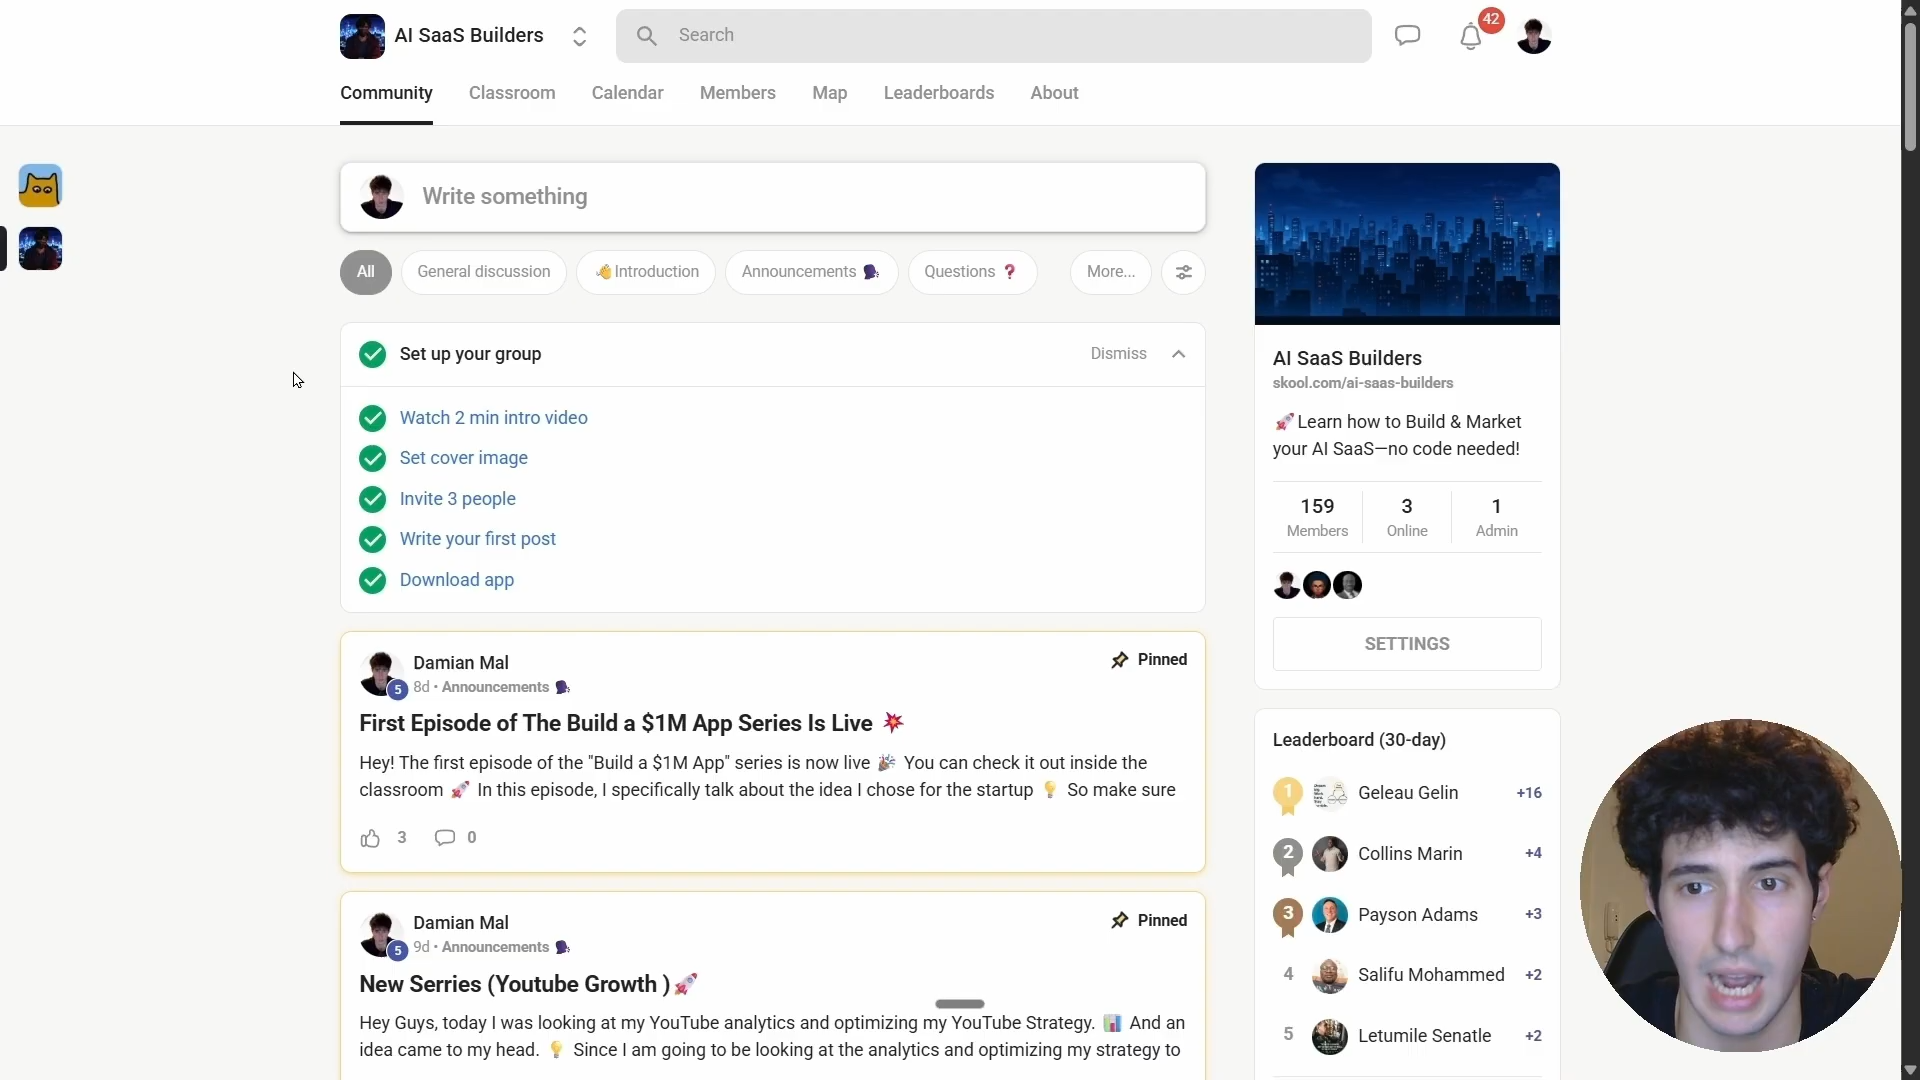 AI SaaS Builders
Search
42
Community Classroom Calendar Members Map Leaderboards About
Write something
All General discussion 👋Introduction Announcements 🗣 Questions ❓ More...
Set up your group Dismiss
Watch 2 min intro video
Set cover image
Invite 3 people
Write your first post
Download app
Damian Mal
Pinned
5
8d • Announcements 🗣
First Episode of The Build a $1M App Series Is Live 💥
Hey! The first episode of the "Build a $1M App" series is now live 🎉 You can check it out inside the
classroom 🚀 In this episode, I specifically talk about the idea I chose for the startup 💡 So make sure
3 0
Damian Mal
Pinned
5
9d • Announcements 🗣
New Serries (Youtube Growth )🚀
Hey Guys, today I was looking at my YouTube analytics and optimizing my YouTube Strategy. 📊 And an
idea came to my head. 💡 Since I am going to be looking at the analytics and optimizing my strategy to
AI SaaS Builders
skool.com/ai-saas-builders
🚀Learn how to Build & Market
your AI SaaS—no code needed!
159 3 1
Members Online Admin
SETTINGS
Leaderboard (30-day)
1 Geleau Gelin +16
2 Collins Marin +4
3 Payson Adams +3
4 Salifu Mohammed +2
5 Letumile Senatle +2